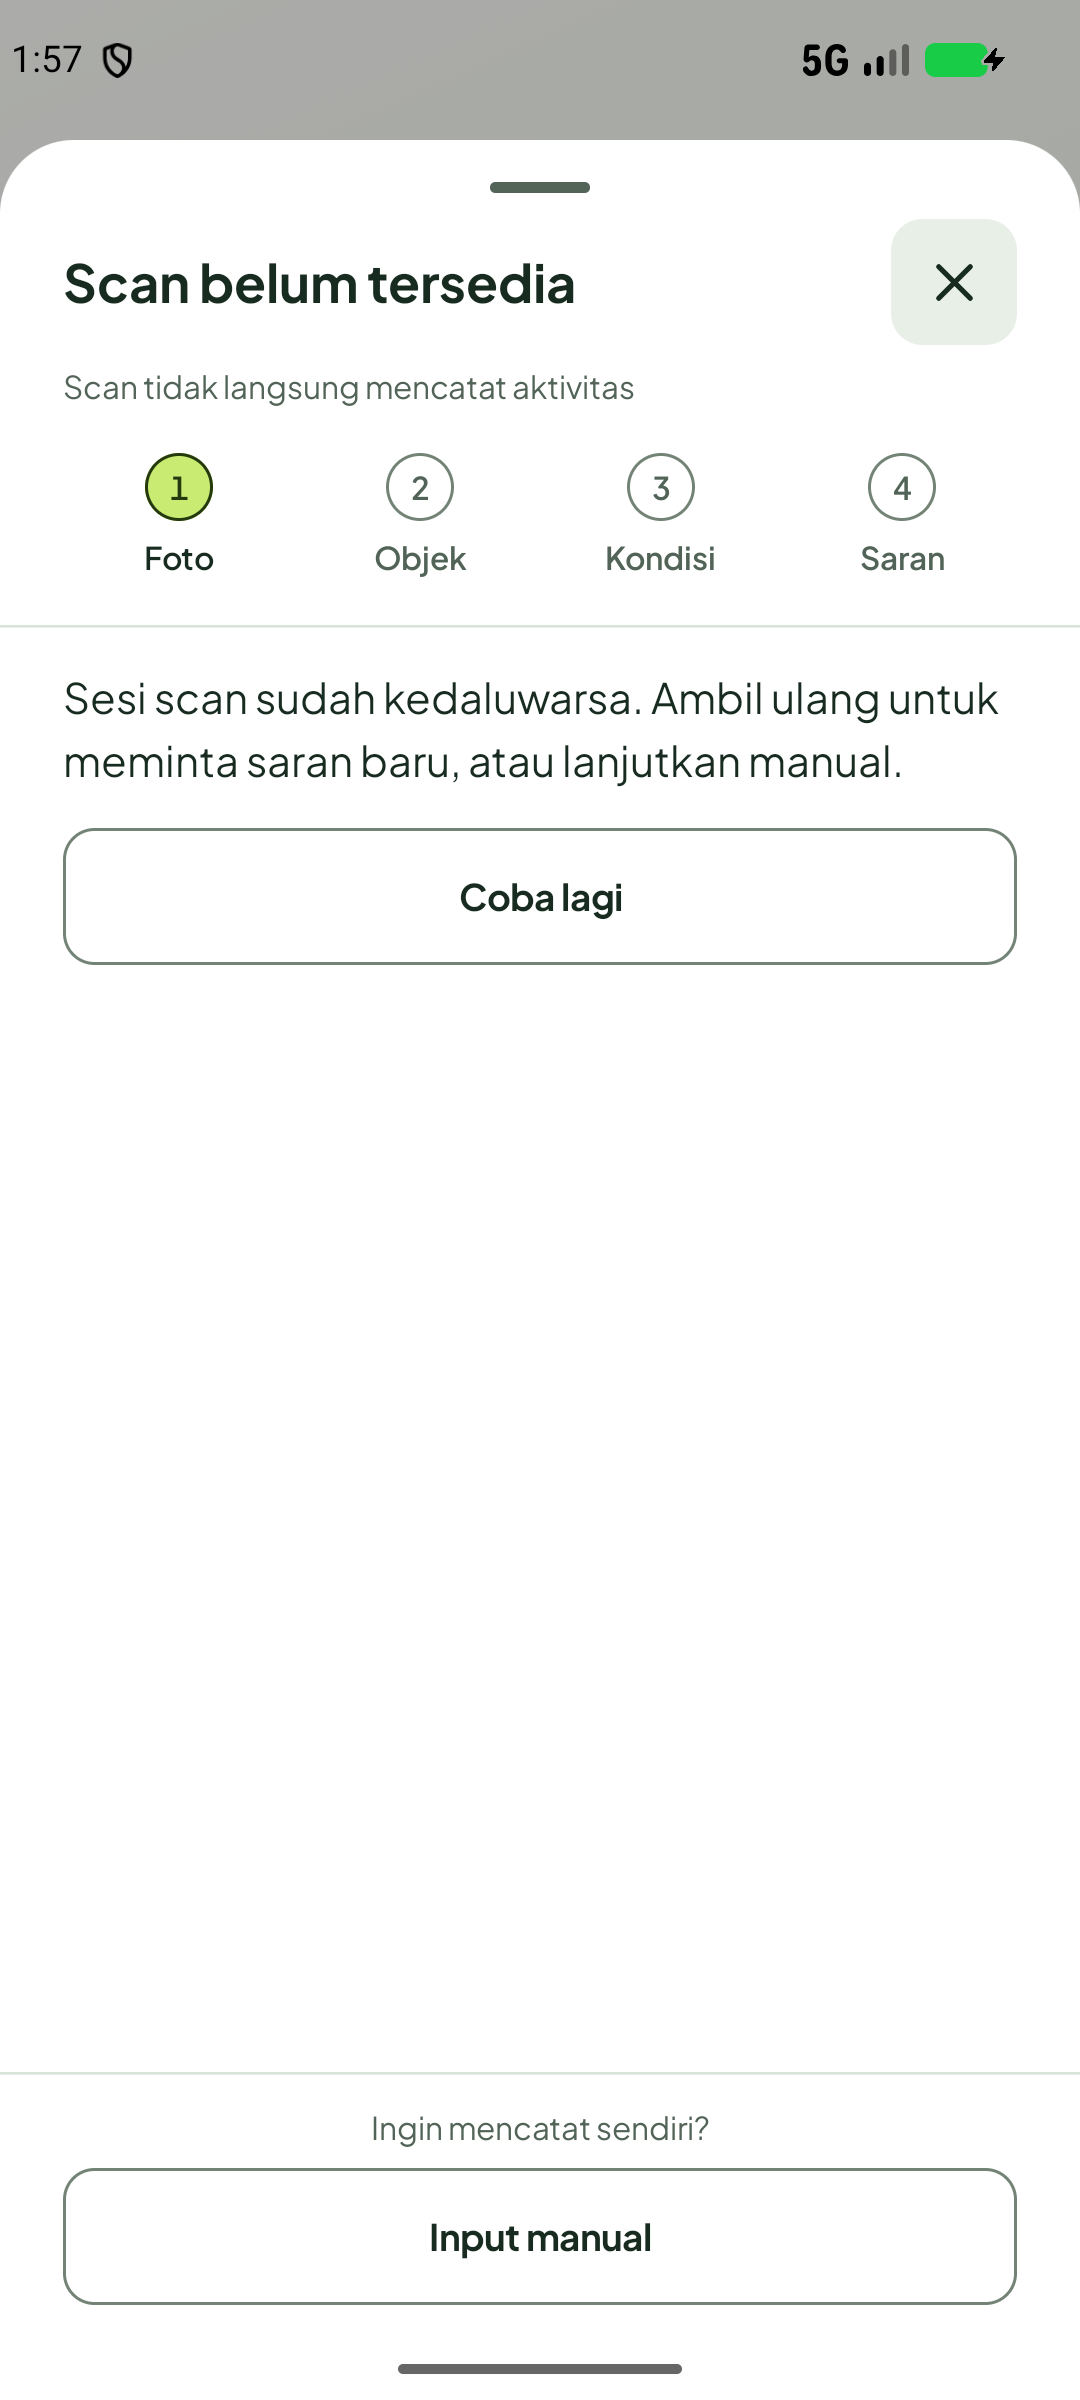 1:57
5G
Scan belum tersedia
Scan tidak langsung mencatat aktivitas
1
2
3
4
Foto
Objek
Kondisi
Saran
Sesi scan sudah kedaluwarsa. Ambil ulang untuk
meminta saran baru, atau lanjutkan manual.
Coba lagi
Ingin mencatat sendiri?
Input manual